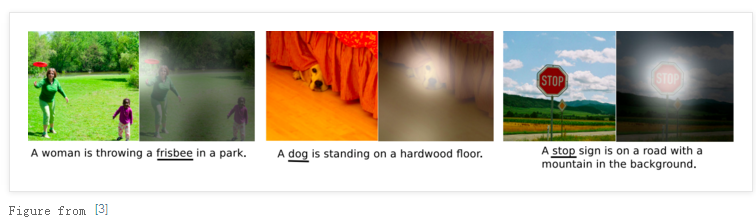 STOP
STOP
A woman is throwing a frisbee in a park.
A dog is standing on a hardwood floor.
A stop sign is on a road with a
mountain in the background.
Figure from [3]